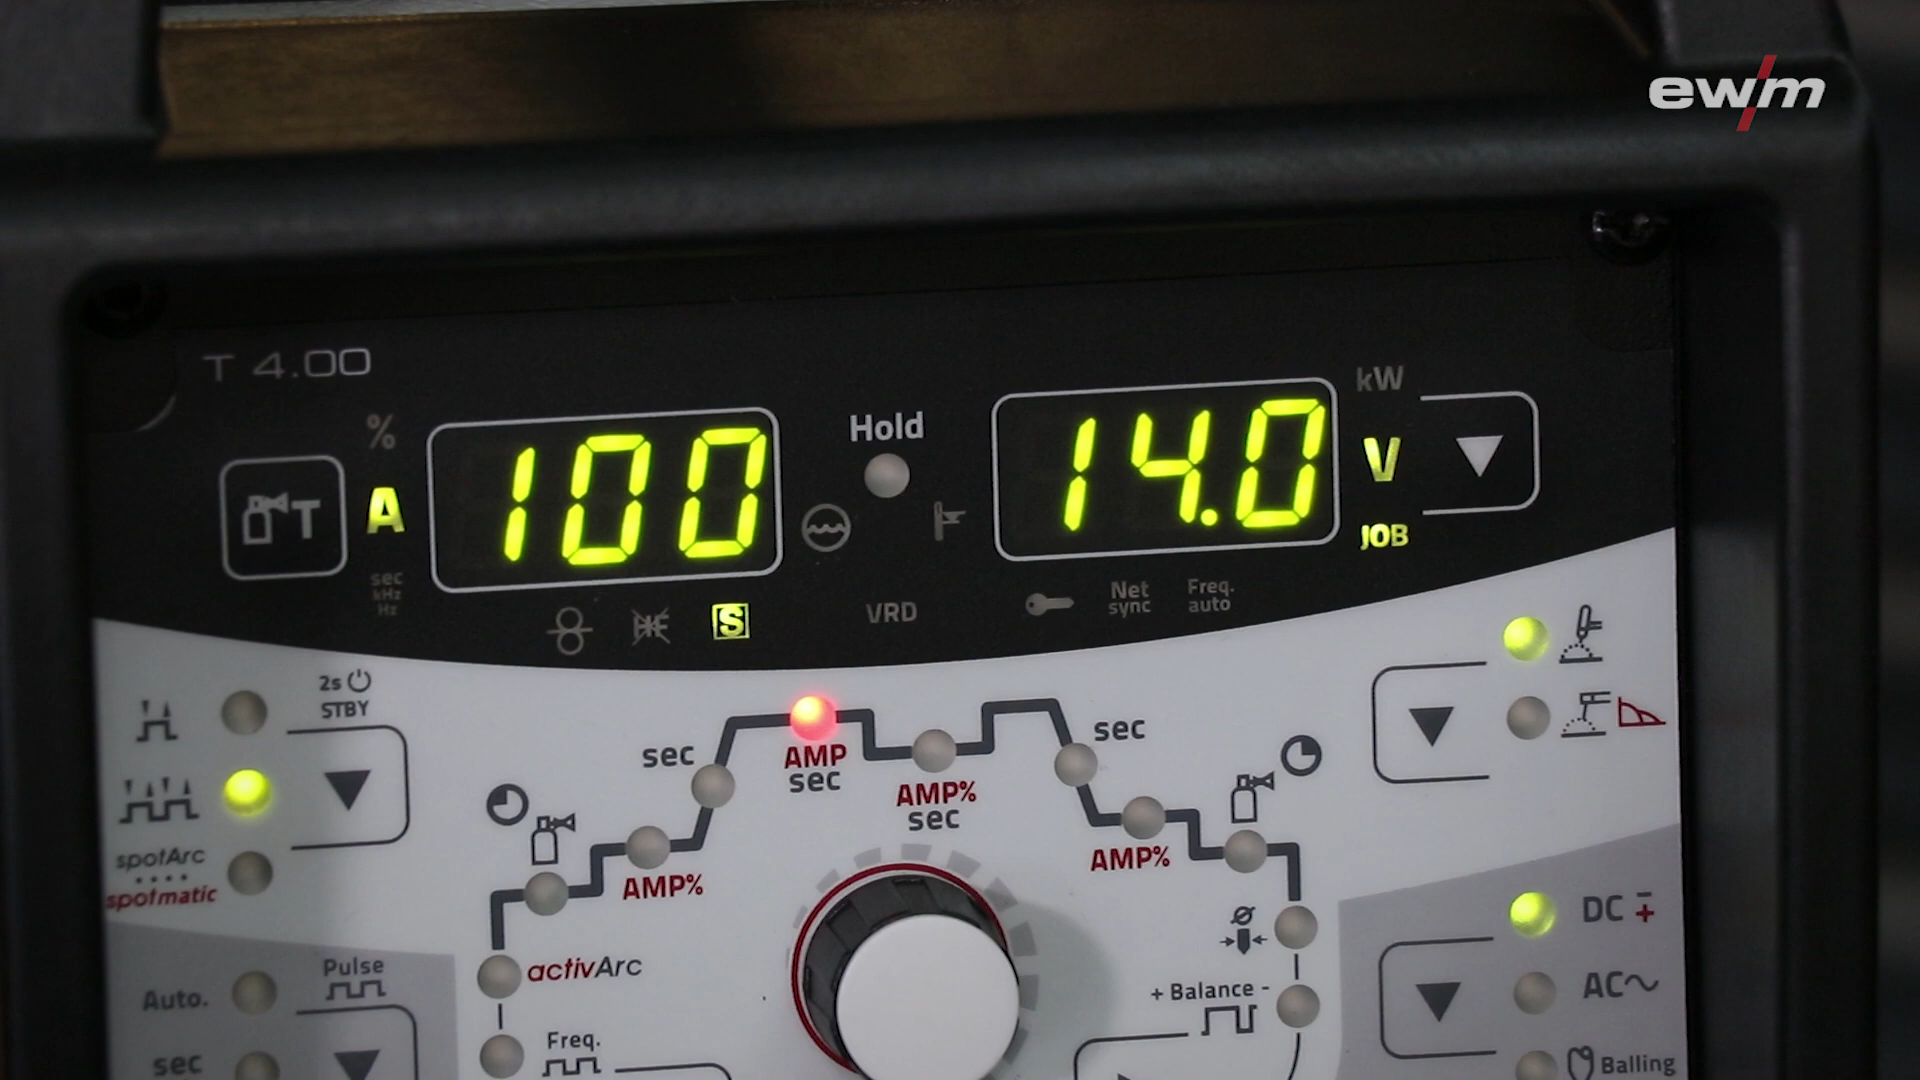 ewm
T 4.00
kW
%
Hold
100
14.0
V
A
T
JOB
sec
kHz
Hz
S
VRD
Net
sync
Freq.
auto
2s
STBY
sec
AMP
sec
AMP%
sec
sec
AMP%
AMP%
spotArc
spotmatic
activArc
Pulse
Auto.
sec
Freq.
+ Balance -
DC
AC
Balling